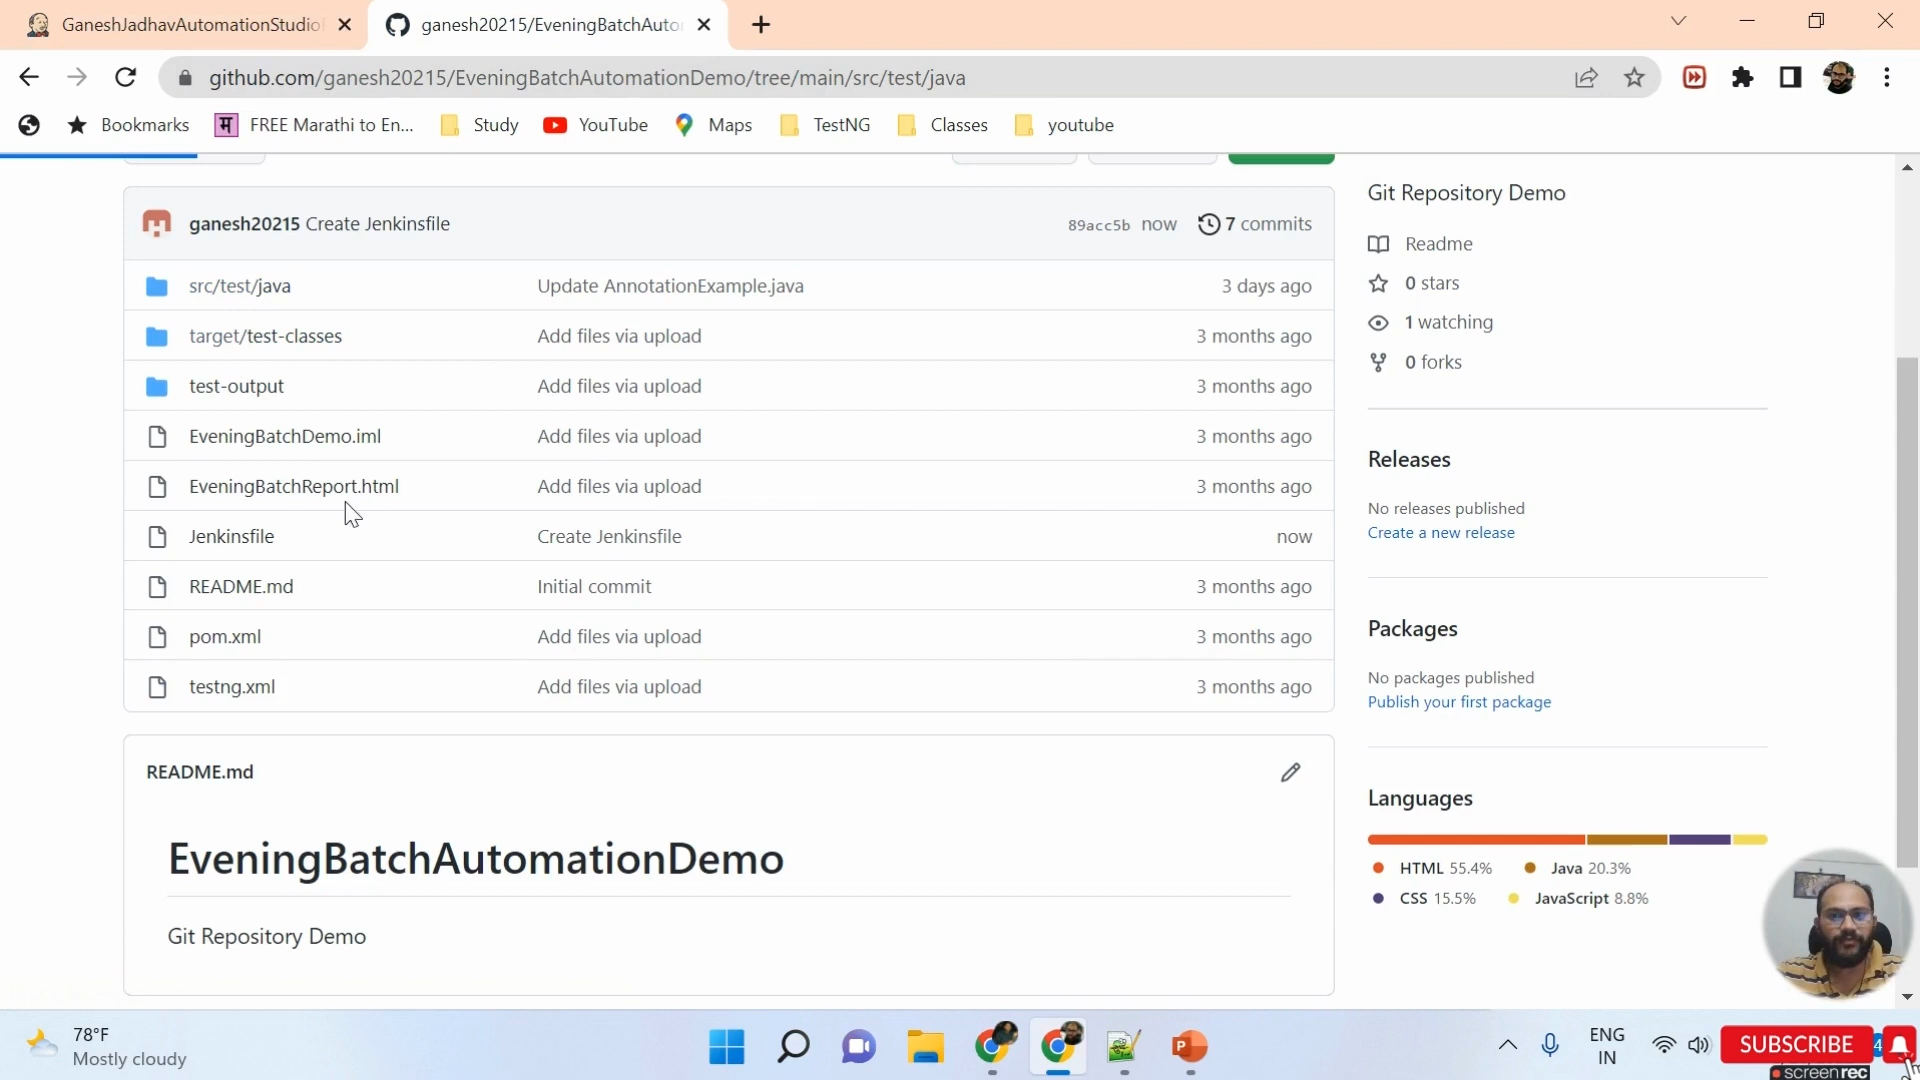 GaneshJadhavAutomationStudio
ganesh20215/EveningBatchAuto
github.com/ganesh20215/EveningBatchAutomationDemo/tree/main/src/test/java
Bookmarks
म FREE Marathi to En...
Study
YouTube
Maps
TestNG
Classes
youtube
ganesh20215 Create Jenkinsfile 89acc5b now 7 commits
src/test/java Update AnnotationExample.java 3 days ago
target/test-classes Add files via upload 3 months ago
test-output Add files via upload 3 months ago
EveningBatchDemo.iml Add files via upload 3 months ago
EveningBatchReport.html Add files via upload 3 months ago
Jenkinsfile Create Jenkinsfile now
README.md Initial commit 3 months ago
pom.xml Add files via upload 3 months ago
testng.xml Add files via upload 3 months ago
README.md
EveningBatchAutomationDemo
Git Repository Demo
Git Repository Demo
Readme
0 stars
1 watching
0 forks
Releases
No releases published
Create a new release
Packages
No packages published
Publish your first package
Languages
HTML 55.4% Java 20.3%
CSS 15.5% JavaScript 8.8%
78°F
Mostly cloudy
ENG
IN
SUBSCRIBE
screenrec